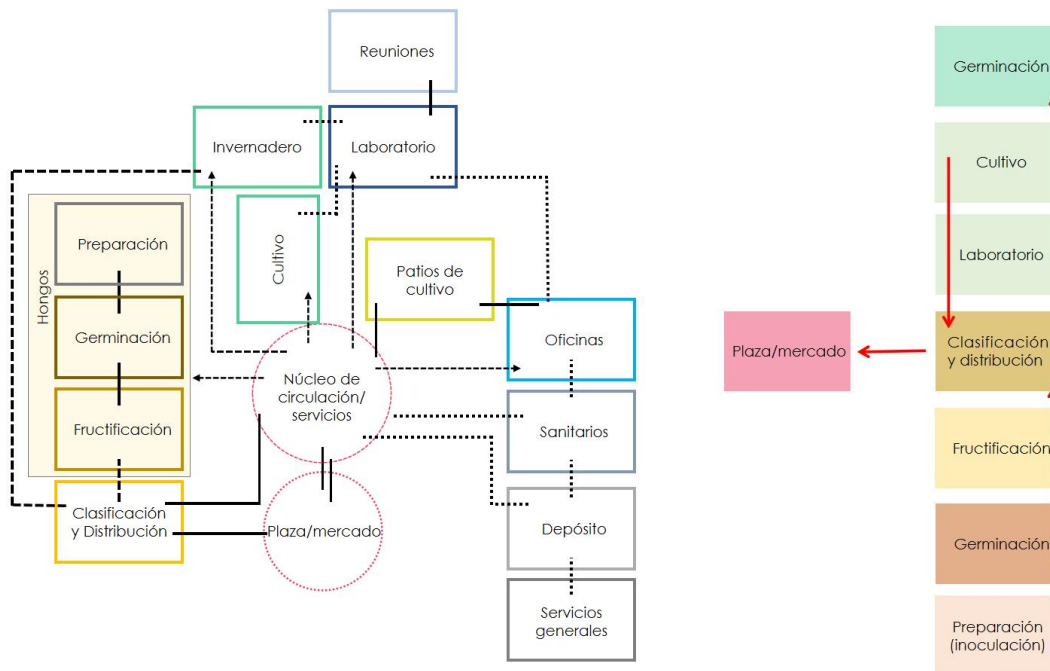 Reuniones
Invernadero
Laboratorio
Hongos
Preparación
Germinación
Fructificación
Cultivo
Patios de
cultivo
Núcleo de
circulación/
servicios
Oficinas
Sanitarios
Depósito
Servicios
generales
Clasificación
y Distribución
Plaza/mercado
Germinación
Cultivo
Laboratorio
Plaza/mercado
Clasificación
y distribución
Fructificación
Germinación
Preparación
(inoculación)